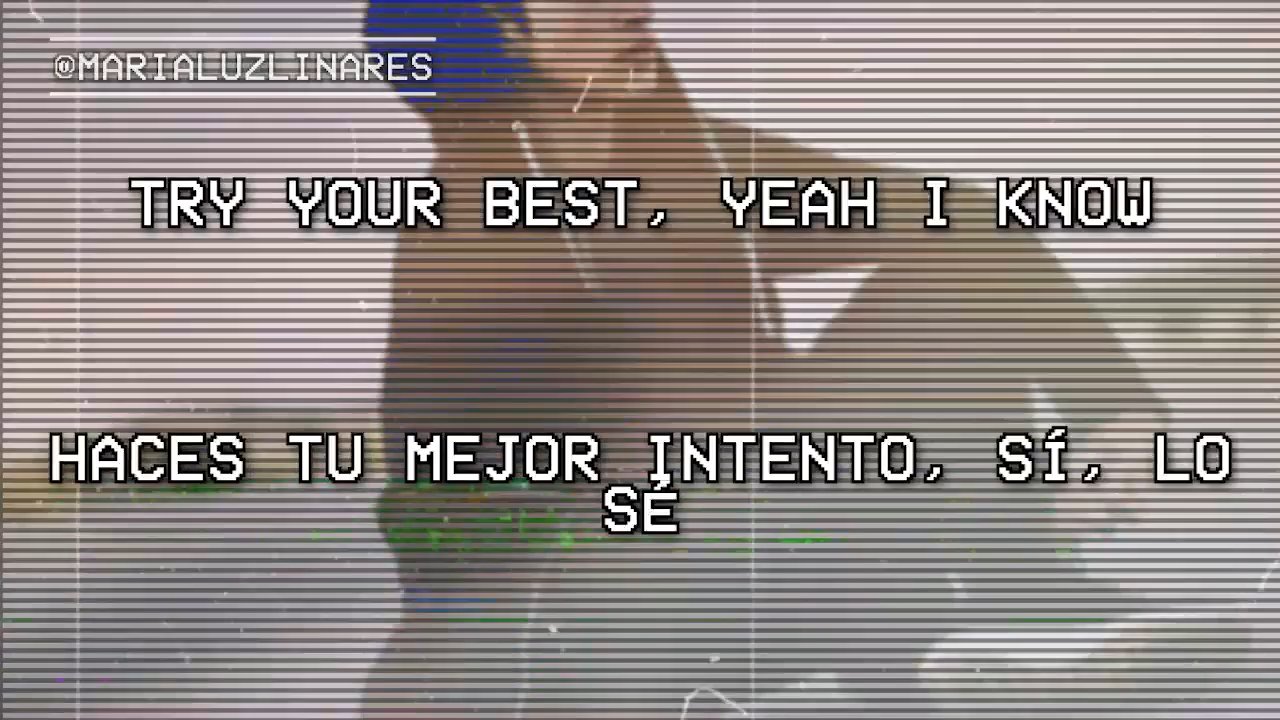 @MARIALUZLINARES
TRY YOUR BEST, YEAH I KNOW
HACES TU MEJOR INTENTO, SÍ, LO
SÉ